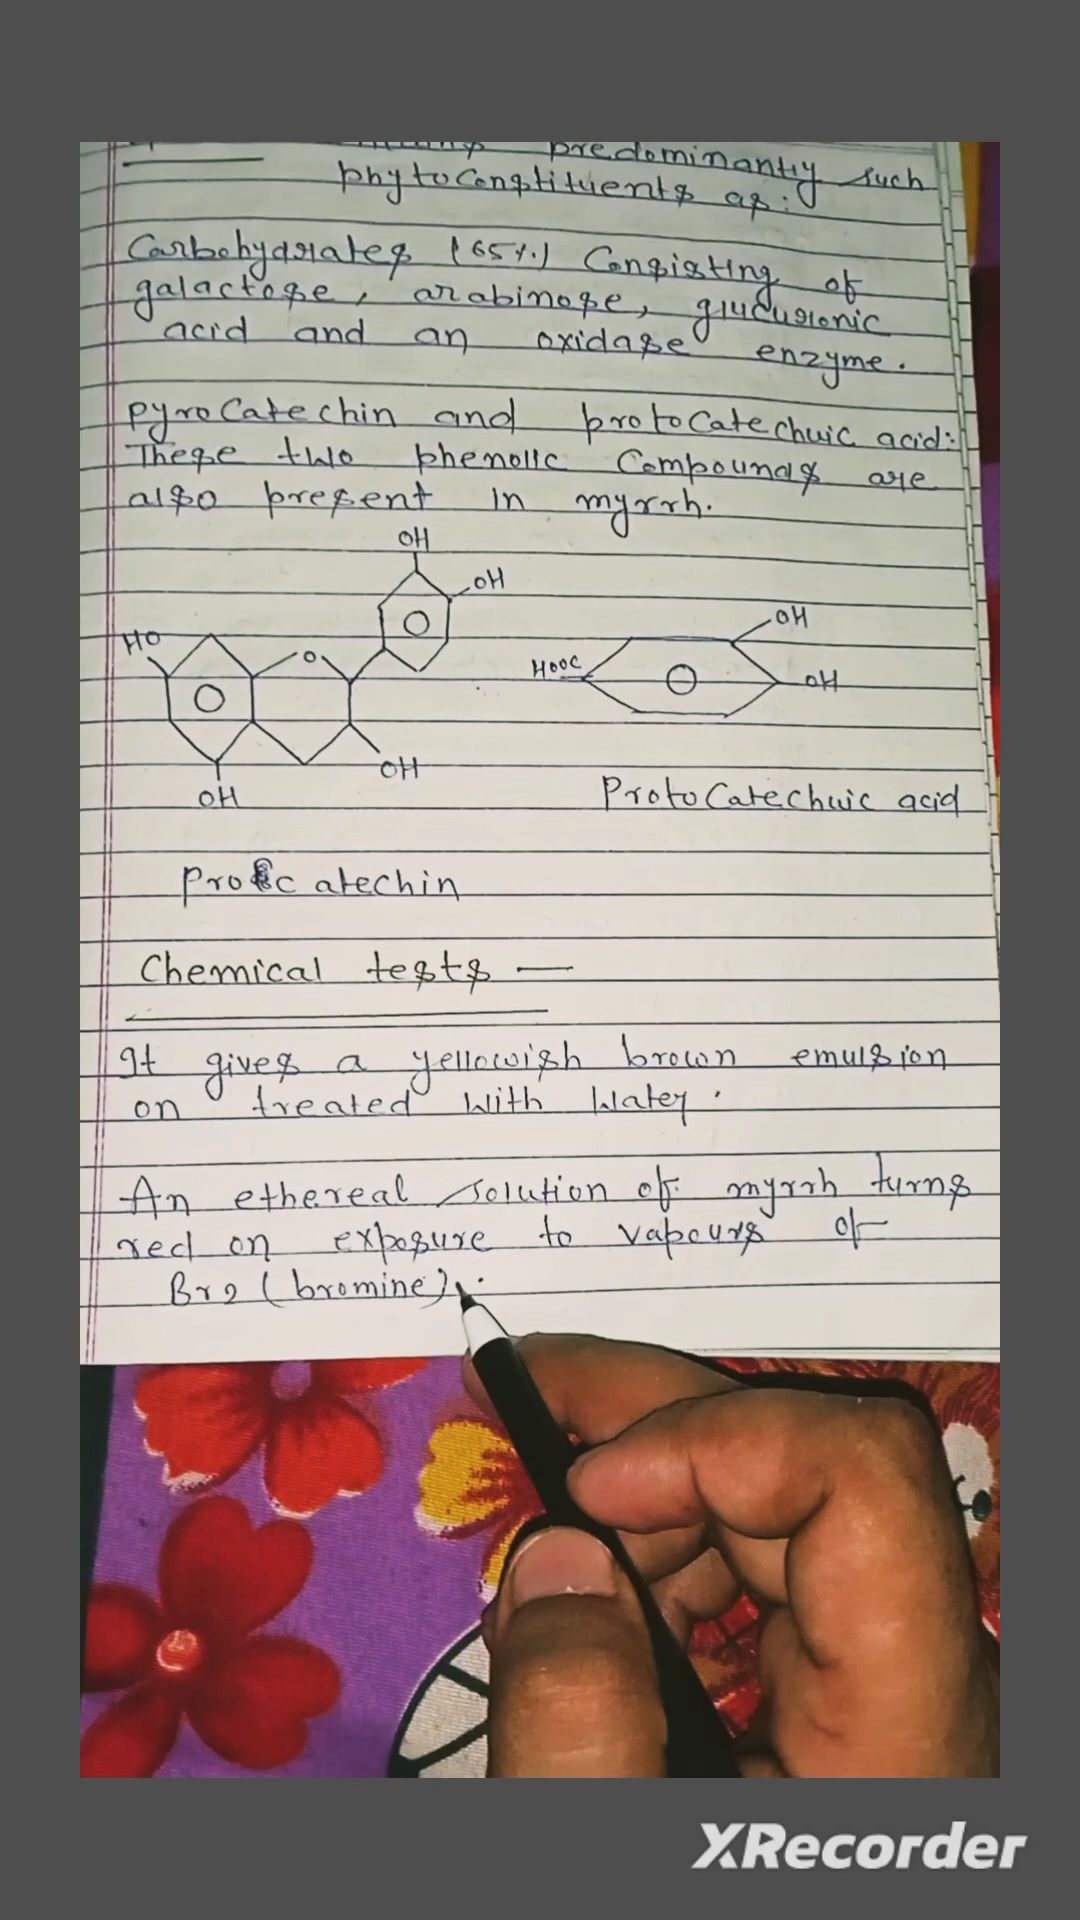 predominantly such
phytoconstituents as:
Carbohydrates (65%) Consisting of
galactose, arabinose, glucuronic
acid and an oxidase enzyme.
pyrocatechin and protocatechuic acid:
These two phenolic Compounds are
also present in myrrh.
OH
OH
HO
O
OH
OH
HOOC
OH
OH
Protocatechuic acid
Procatechin
Chemical tests —
It gives a yellowish brown emulsion
on treated with water.
An ethereal solution of myrrh turns
red on exposure to vapours of
Br2 (bromine).
XRecorder